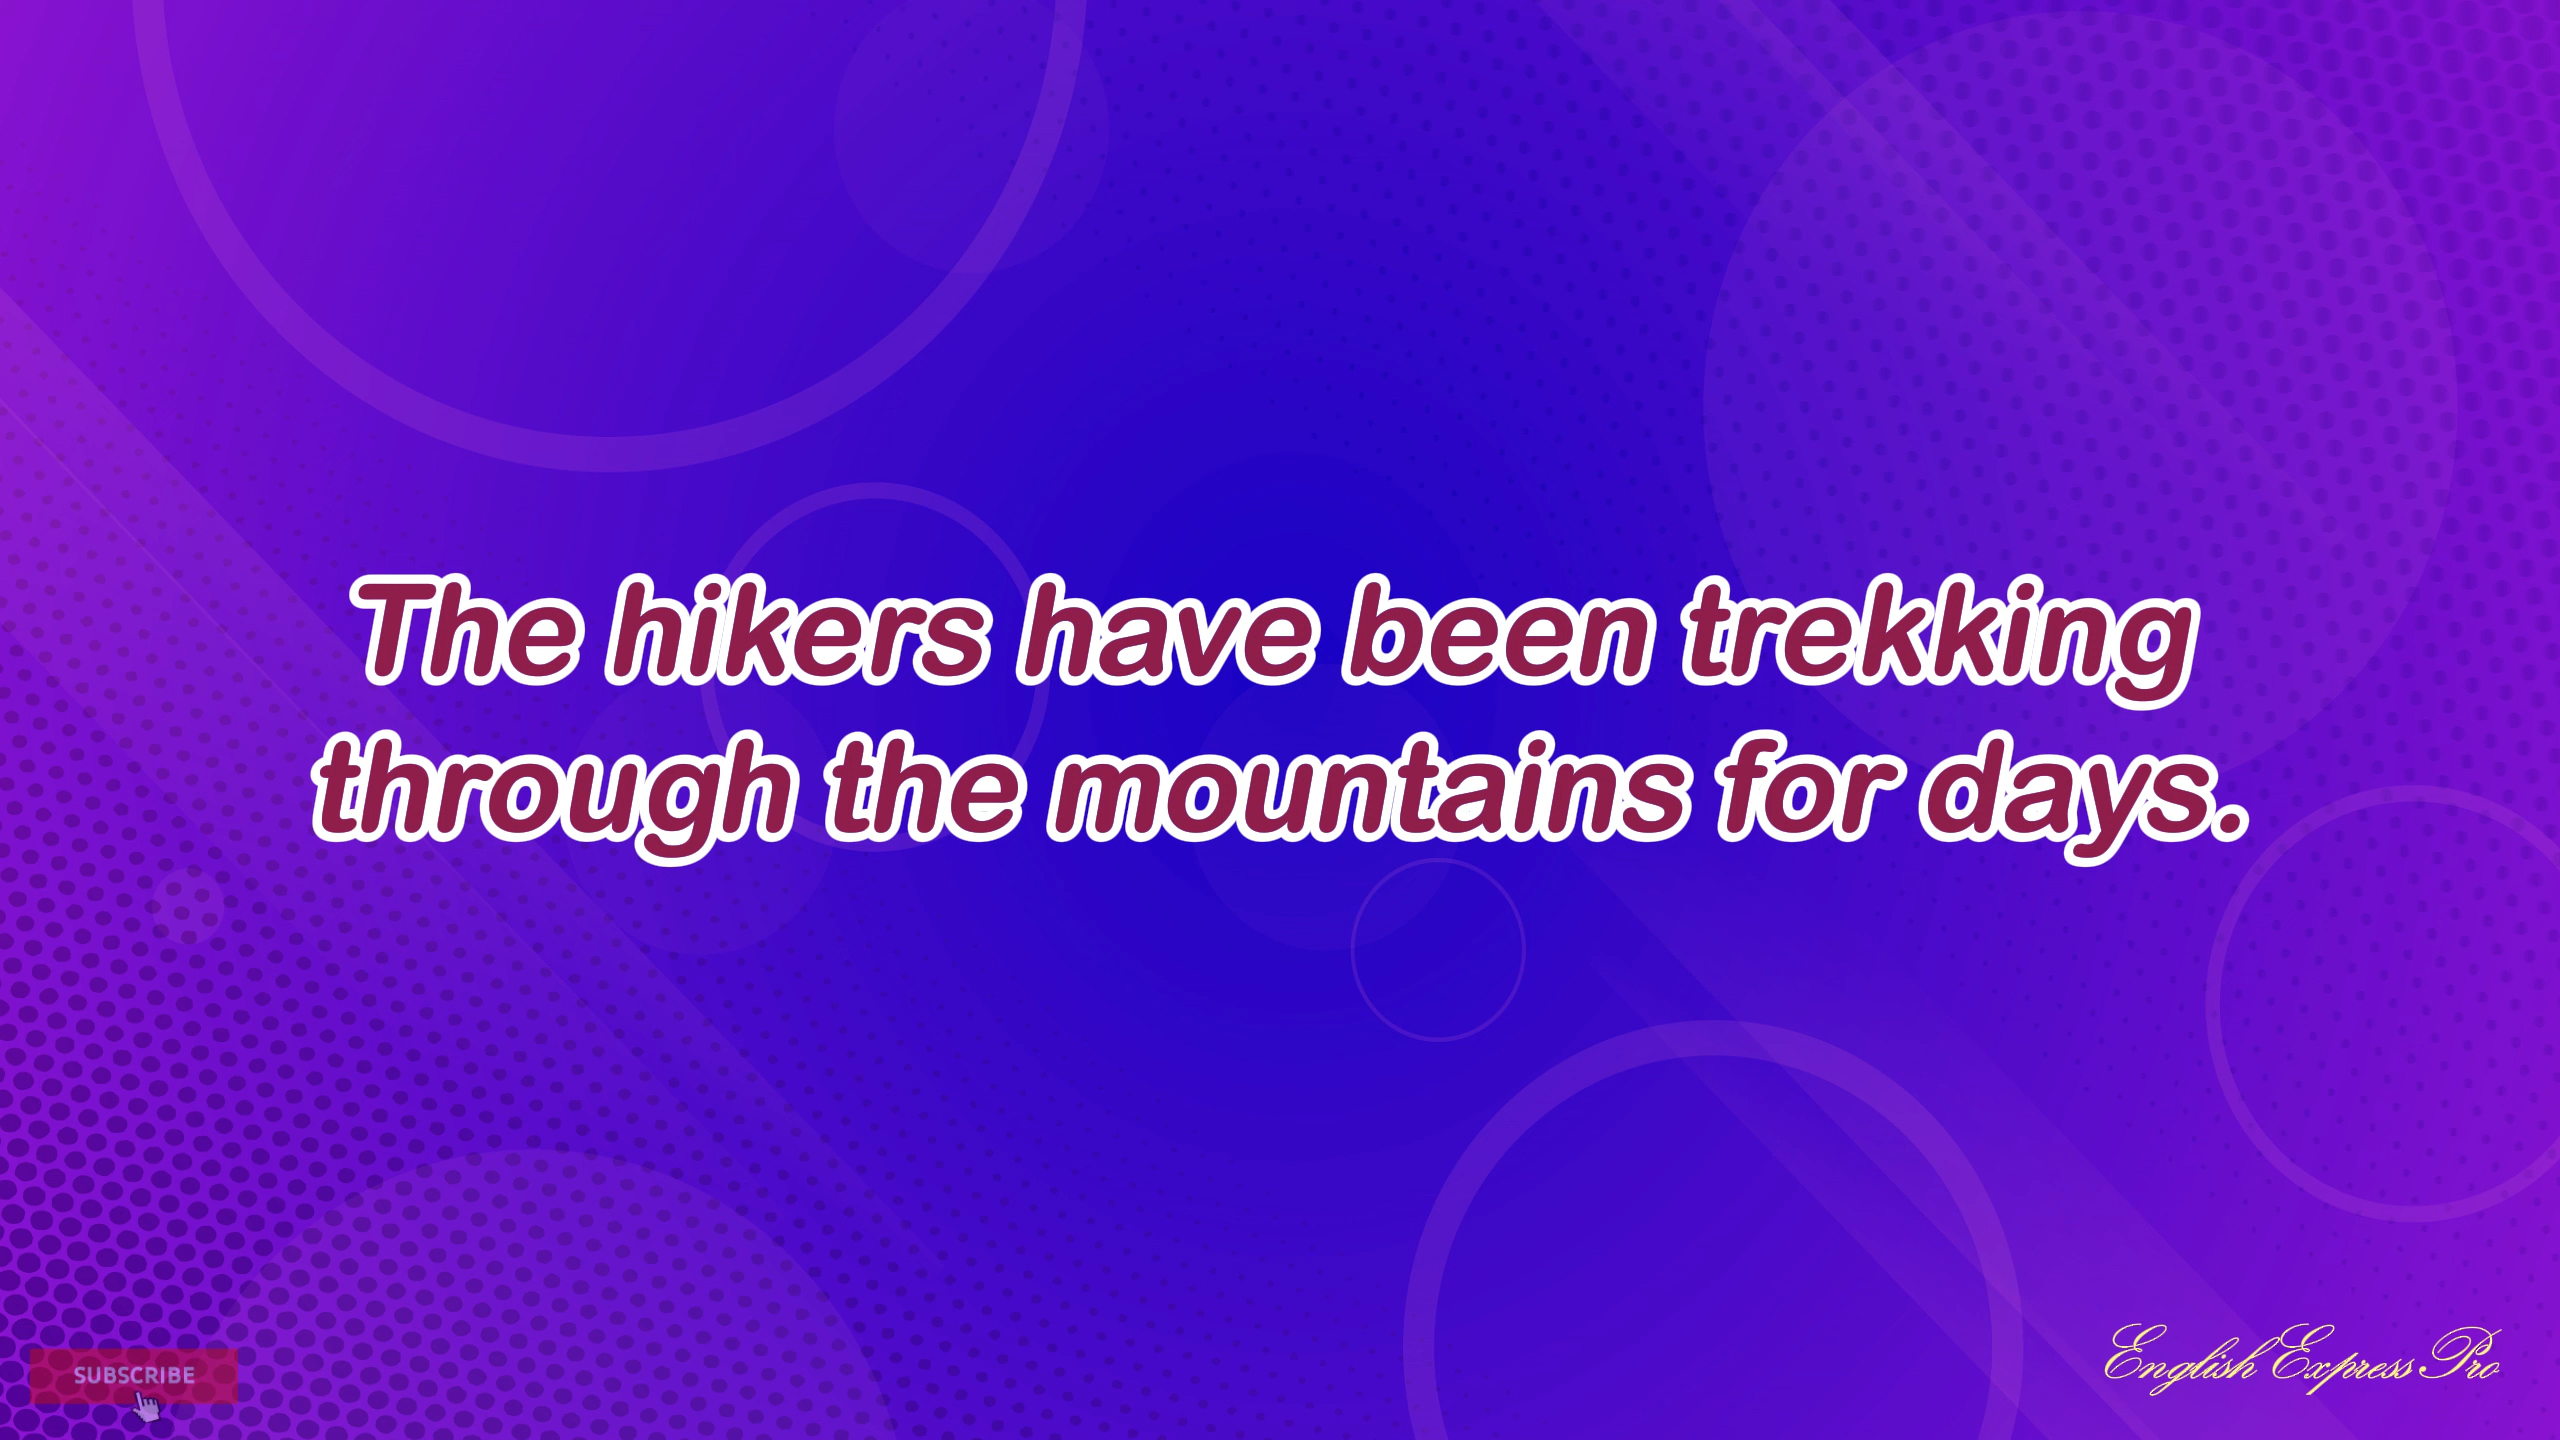 The hikers have been trekking
through the mountains for days.
SUBSCRIBE
English Express Pro